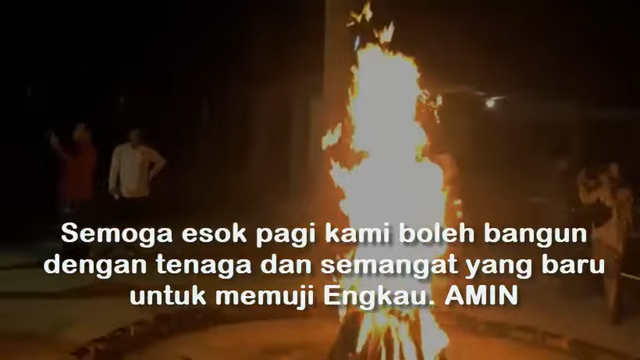 Semoga esok pagi kami boleh bangun
dengan tenaga dan semangat yang baru
untuk memuji Engkau. AMIN